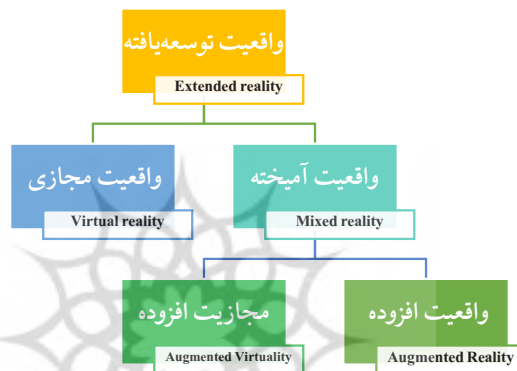 واقعیت توسعه‌یافته
Extended reality
واقعیت مجازی
Virtual reality
واقعیت آمیخته
Mixed reality
مجازیت افزوده
Augmented Virtuality
واقعیت افزوده
Augmented Reality